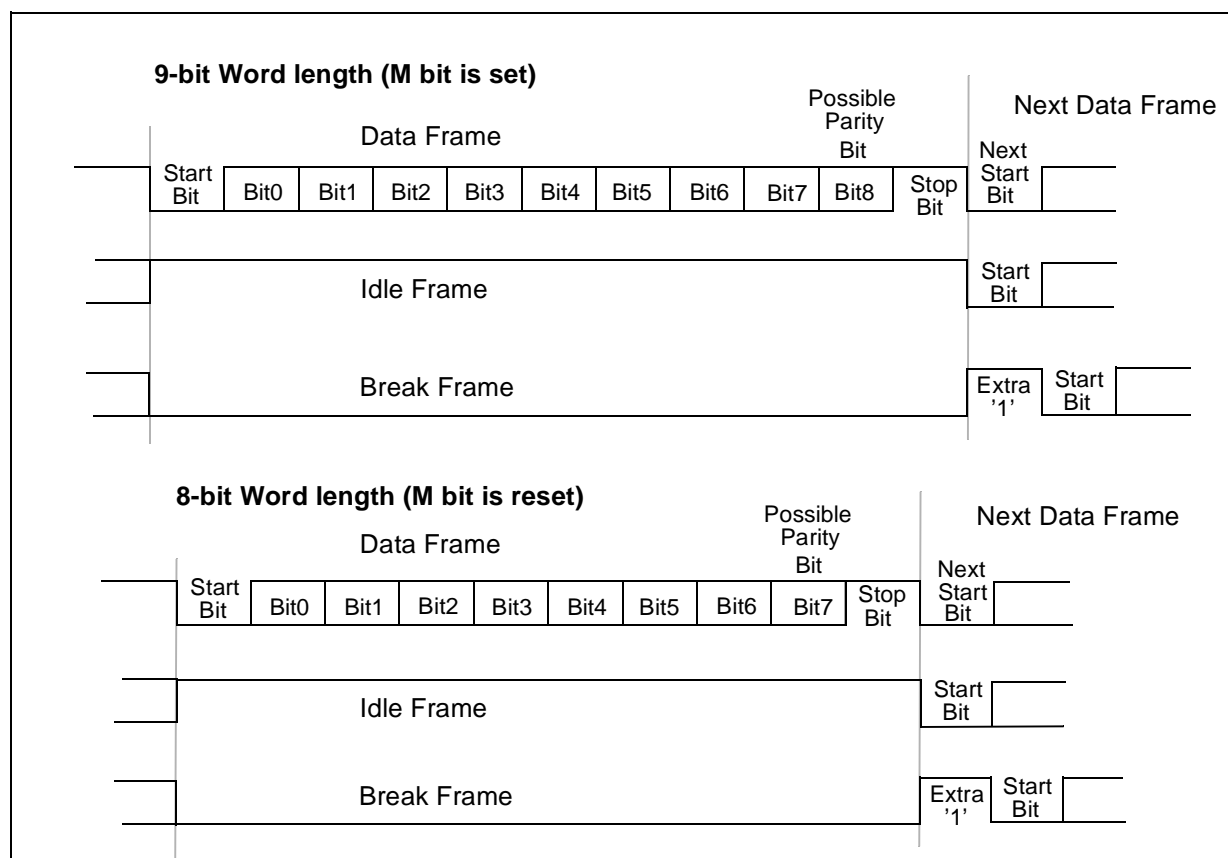 9-bit Word length (M bit is set)
Possible
Parity
Bit
Next Data Frame
Data Frame
Next
Start
Bit
Start
Bit
Bit0
Bit1
Bit2
Bit3
Bit4
Bit5
Bit6
Bit7
Bit8
Stop
Bit
Idle Frame
Start
Bit
Break Frame
Extra
'1'
Start
Bit
8-bit Word length (M bit is reset)
Possible
Parity
Bit
Next Data Frame
Data Frame
Next
Start
Bit
Start
Bit
Bit0
Bit1
Bit2
Bit3
Bit4
Bit5
Bit6
Bit7
Stop
Bit
Idle Frame
Start
Bit
Break Frame
Extra
'1'
Start
Bit